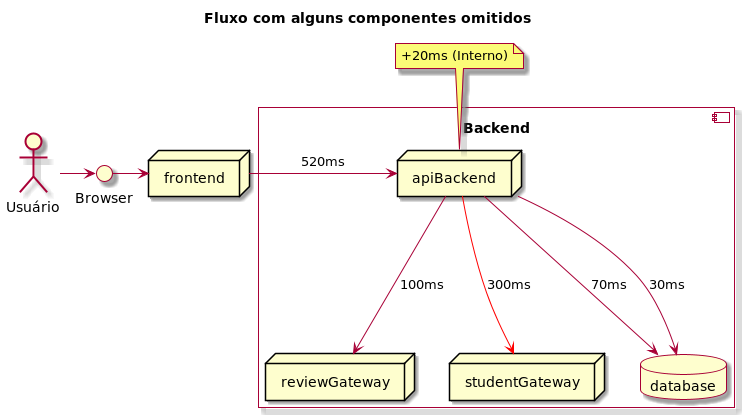 Fluxo com alguns componentes omitidos
+20ms (Interno)
Backend
Usuário
Browser
frontend
520ms
apiBackend
100ms
300ms
70ms
30ms
reviewGateway
studentGateway
database